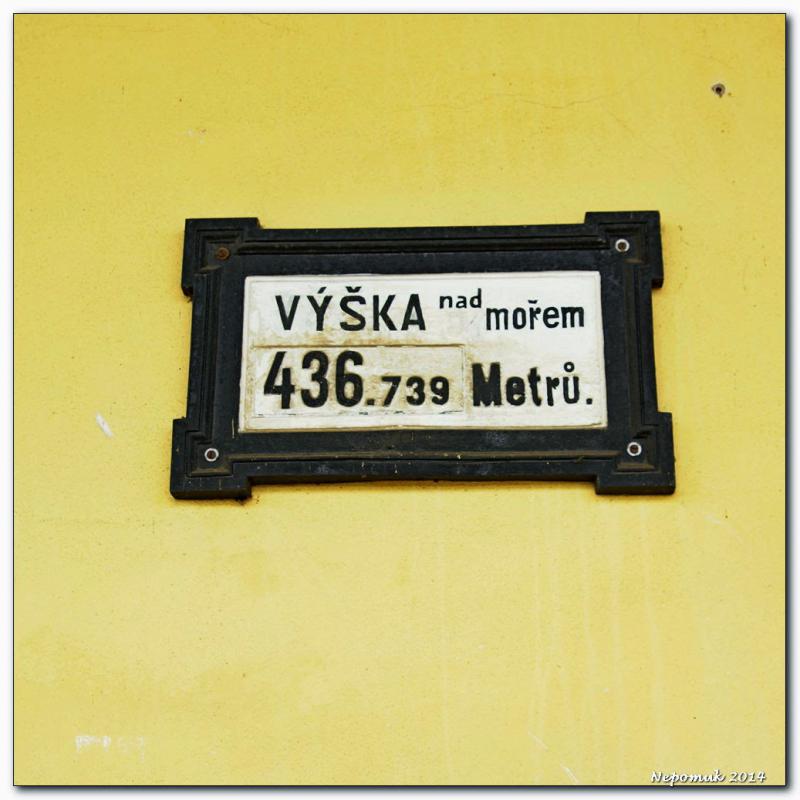 VÝŠKA nad mořem
436.739 Metrů.
Nepomuk 2014